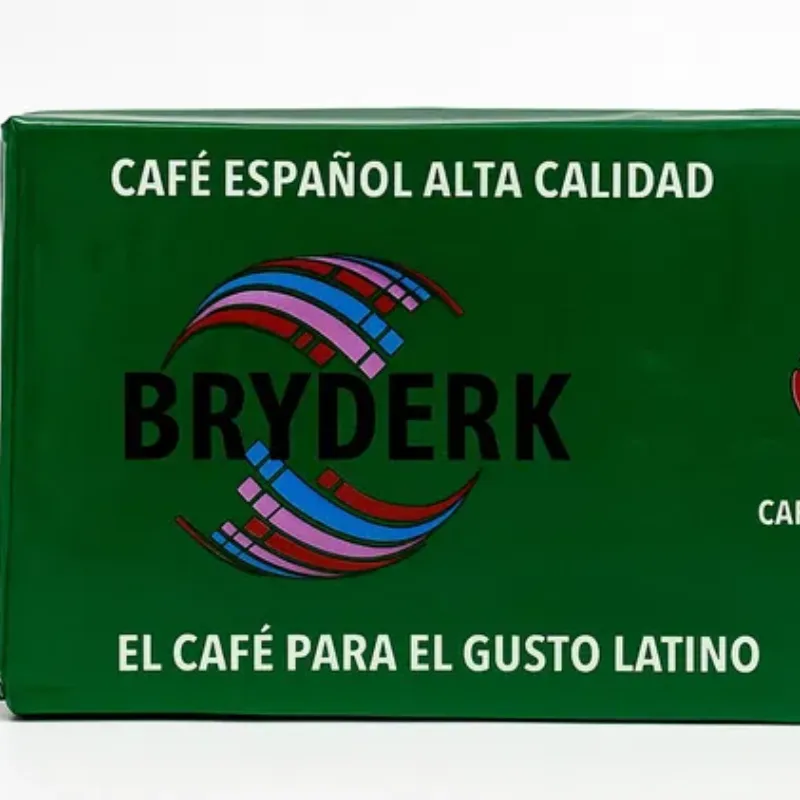 CAFÉ ESPAÑOL ALTA CALIDAD
BRYDERK
EL CAFÉ PARA EL GUSTO LATINO